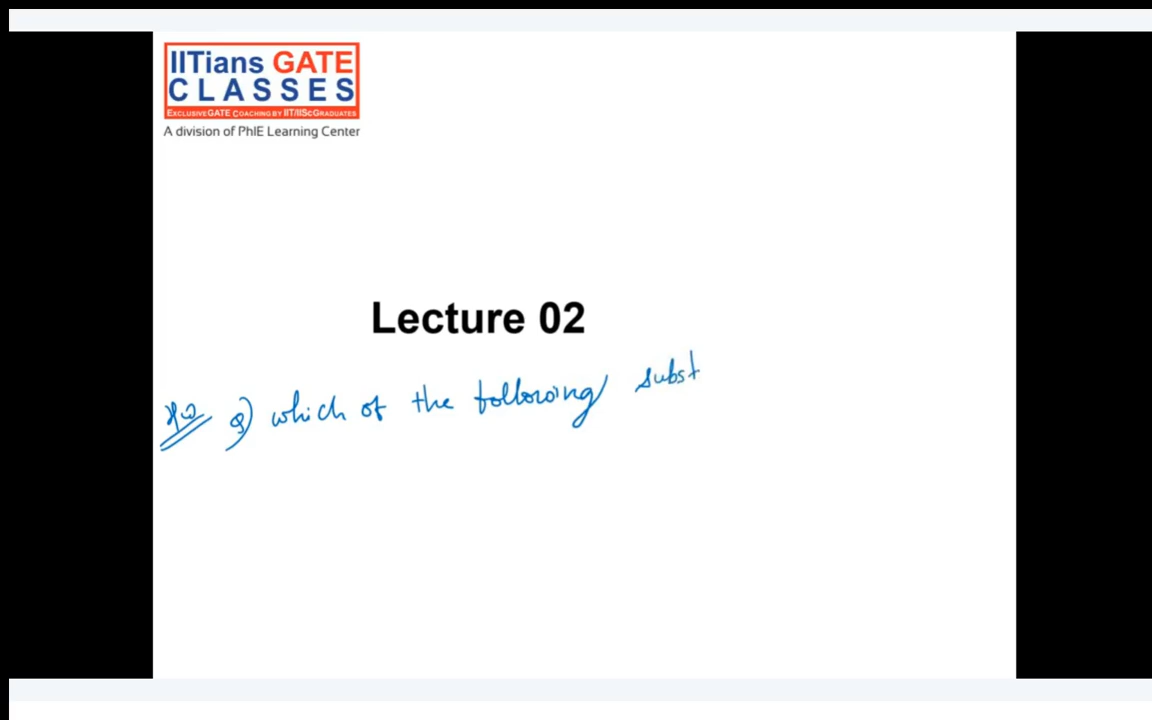 IITians GATE
CLASSES
EXCLUSIVE GATE COACHING BY IIT/IISc GRADUATES
A division of PhIE Learning Center
Lecture 02
Q) which of the following subst